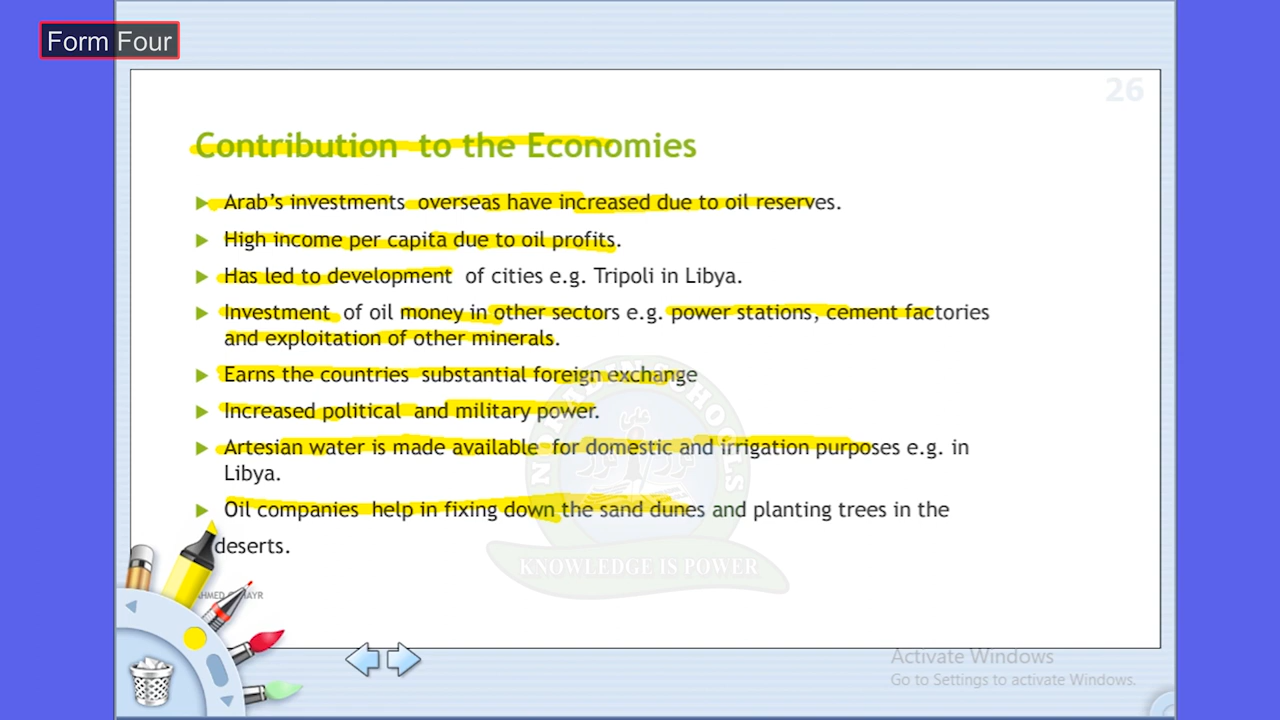 Form Four
26
Contribution to the Economies
Arab's investments overseas have increased due to oil reserves.
High income per capita due to oil profits.
Has led to development of cities e.g. Tripoli in Libya.
Investment of oil money in other sectors e.g. power stations, cement factories
and exploitation of other minerals.
Earns the countries substantial foreign exchange
Increased political and military power.
Artesian water is made available for domestic and irrigation purposes e.g. in
Libya.
Oil companies help in fixing down the sand dunes and planting trees in the
deserts.
SCHOOLS
KNOWLEDGE IS POWER
Activate Windows
Go to Settings to activate Windows.